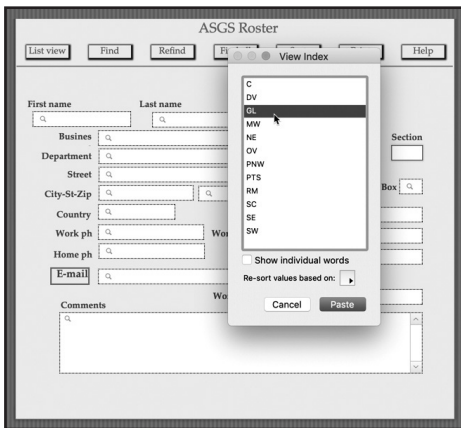 ASGS Roster
List view Find Refind Help
View Index
C
DV
GL
MW
NE
OV
PNW
PTS
RM
SC
SE
SW
Show individual words
Re-sort values based on:
Cancel Paste
First name Last name
Busines Section
Department
Street
City-St-Zip Box
Country
Work ph
Home ph
E-mail
Comments